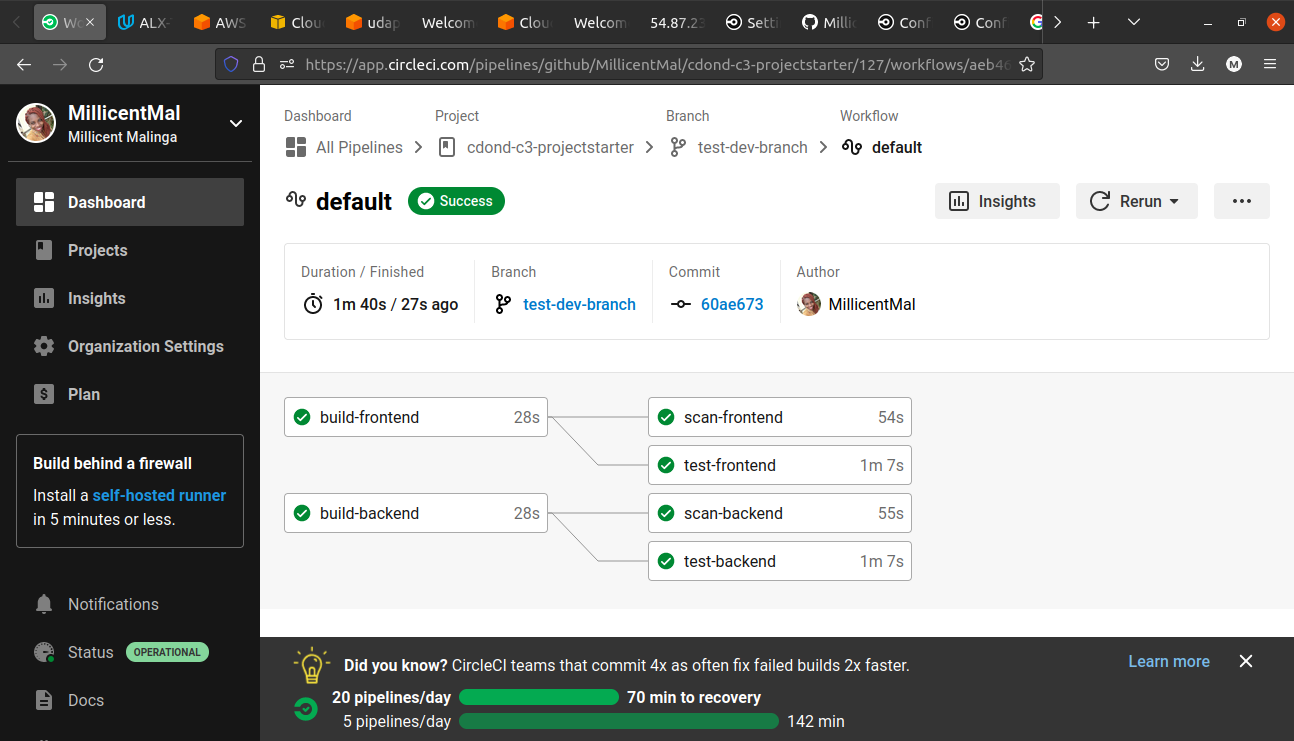 Wo
ALX-
AWS
Clou
udap
Welcom
Clou
Welcom
54.87.23
Setti
Milli
Conf
Conf
https://app.circleci.com/pipelines/github/MillicentMal/cdond-c3-projectstarter/127/workflows/aeb46
M
MillicentMal
Millicent Malinga
Dashboard
Projects
Insights
Organization Settings
Plan
Build behind a firewall
Install a self-hosted runner
in 5 minutes or less.
Notifications
Status OPERATIONAL
Docs
Dashboard Project Branch Workflow
All Pipelines cdond-c3-projectstarter test-dev-branch default
default Success Insights Rerun
Duration / Finished Branch Commit Author
1m 40s / 27s ago test-dev-branch 60ae673 MillicentMal
build-frontend 28s scan-frontend 54s
test-frontend 1m 7s
build-backend 28s scan-backend 55s
test-backend 1m 7s
Did you know? CircleCI teams that commit 4x as often fix failed builds 2x faster. Learn more
20 pipelines/day 70 min to recovery
5 pipelines/day 142 min